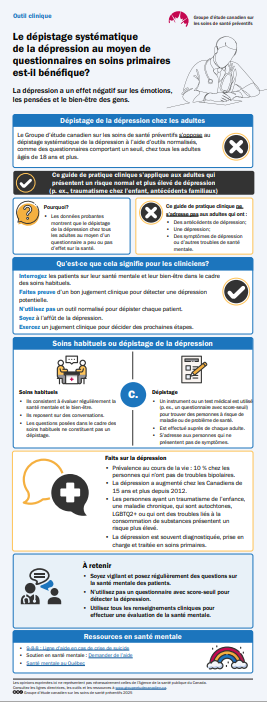 Outil clinique
Groupe d'étude canadien sur
les soins de santé préventifs
Le dépistage systématique
de la dépression au moyen de
questionnaires en soins primaires
est-il bénéfique?
La dépression a un effet négatif sur les émotions,
les pensées et le bien-être des gens.
Dépistage de la dépression chez les adultes
Le Groupe d'étude canadien sur les soins de santé préventifs s'oppose au
dépistage systématique de la dépression à l'aide d'outils normalisés,
comme des questionnaires comportant un seuil, chez tous les adultes
âgés de 18 ans et plus.
Ce guide de pratique clinique s'applique aux adultes qui
présentent un risque normal et plus élevé de dépression
(p. ex., traumatisme dans l'enfant, antécédents familiaux)
Pourquoi?
• Les données probantes
montrent que le dépistage
de la dépression chez
les adultes au moyen d'un
questionnaire a peu ou pas
d'effet sur la santé.
Ce guide de pratique clinique ne
s'adresse pas aux adultes qui ont :
• Des antécédents de dépression;
• Une dépression;
• Des symptômes de dépression
ou d'autres troubles de santé
mentale.
Qu'est-ce que cela signifie pour les cliniciens?
Interrogez les patients sur leur santé mentale et leur bien-être dans le cadre
des soins habituels.
Faites preuve d'un bon jugement clinique pour détecter une dépression
potentielle.
N'utilisez pas un outil normalisé pour dépister chaque patient.
Soyez à l'affût de la dépression.
Exercez un jugement clinique pour décider des prochaines étapes.
Soins habituels ou dépistage de la dépression
C.
Soins habituels
• Ils consistent à évaluer régulièrement la
santé mentale et le bien-être.
• Ils reposent sur des conversations.
• Les questions posées dans le cadre des
soins habituels ne constituent pas un
dépistage.
Dépistage
• Un instrument ou un test médical est utilisé
(p. ex., un questionnaire avec score-seuil)
pour trouver des personnes à risque de
maladie ou de problème de santé.
• Est effectué auprès de chaque adulte.
• S'adresse aux personnes qui ne
présentent pas de symptômes.
Faits sur la dépression
• Prévalence au cours de la vie : 10 % chez les
personnes qui n'ont pas de troubles bipolaires.
• La dépression a augmenté chez les Canadiens de
15 ans et plus depuis 2012.
• Les personnes ayant un traumatisme de l'enfance,
une maladie chronique, qui sont autochtones,
LGBTQ2+ ou qui ont des troubles liés à la
consommation de substances présentent un
risque plus élevé.
• La dépression est souvent diagnostiquée, prise en
charge et traitée en soins primaires.
À retenir
• Soyez vigilant et posez régulièrement des questions sur
la santé mentale des patients.
• N'utilisez pas un questionnaire avec score-seuil pour
détecter la dépression.
• Utilisez tous les renseignements cliniques pour
effectuer une évaluation de la santé mentale.
Ressources en santé mentale
• 9-8-8 : Ligne d'aide en cas de crise de suicide
• Soutien en santé mentale : Demander de l'aide
• Santé mentale au Québec
Les opinions exprimées ici ne représentent pas nécessairement celles de l'Agence de la santé publique du Canada.
Groupe d'étude canadien sur les soins de santé préventifs 2025